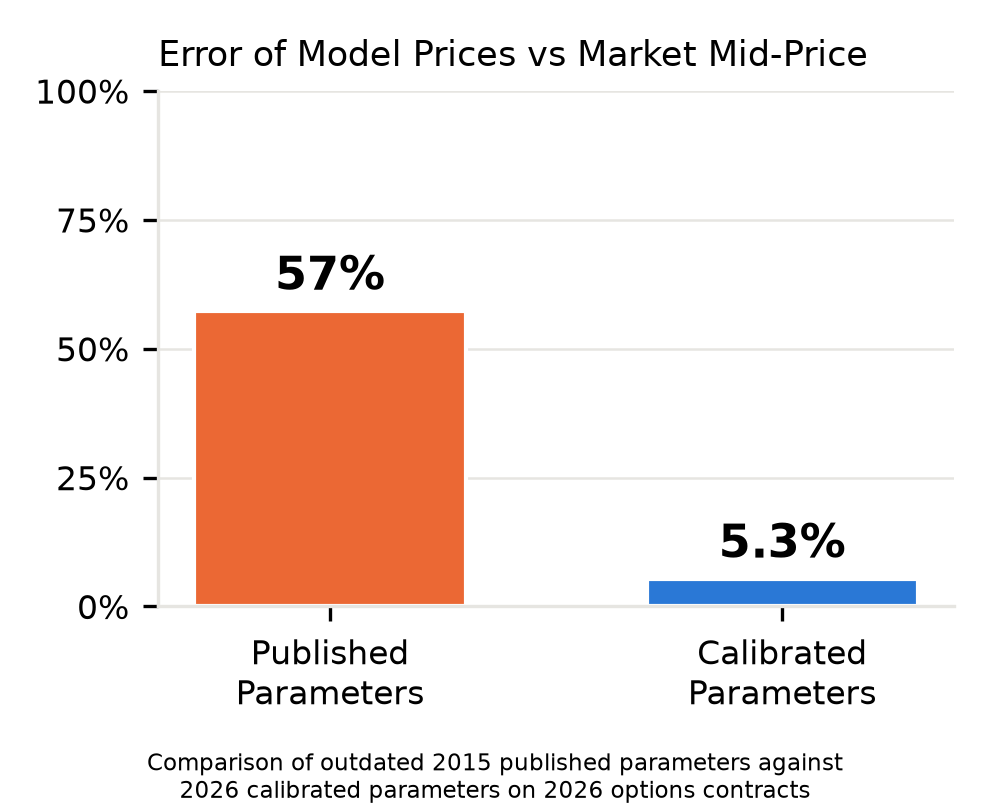 Error of Model Prices vs Market Mid-Price
100%
75%
50%
25%
0%
57%
5.3%
Published
Parameters
Calibrated
Parameters
Comparison of outdated 2015 published parameters against
2026 calibrated parameters on 2026 options contracts